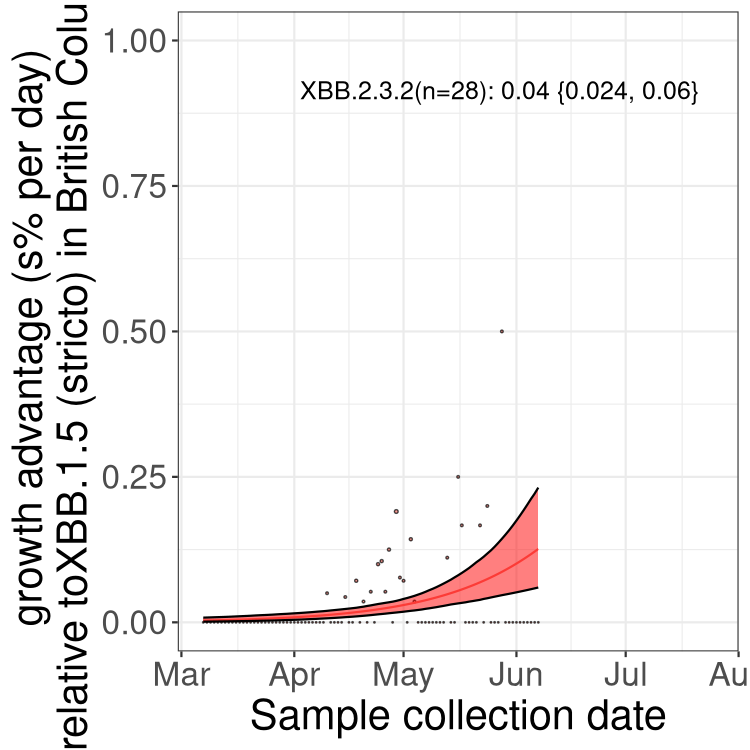 growth advantage (s% per day)
relative toXBB.1.5 (stricto) in British Colu
1.00
0.75
0.50
0.25
0.00
XBB.2.3.2(n=28): 0.04 {0.024, 0.06}
Mar Apr May Jun Jul Au
Sample collection date